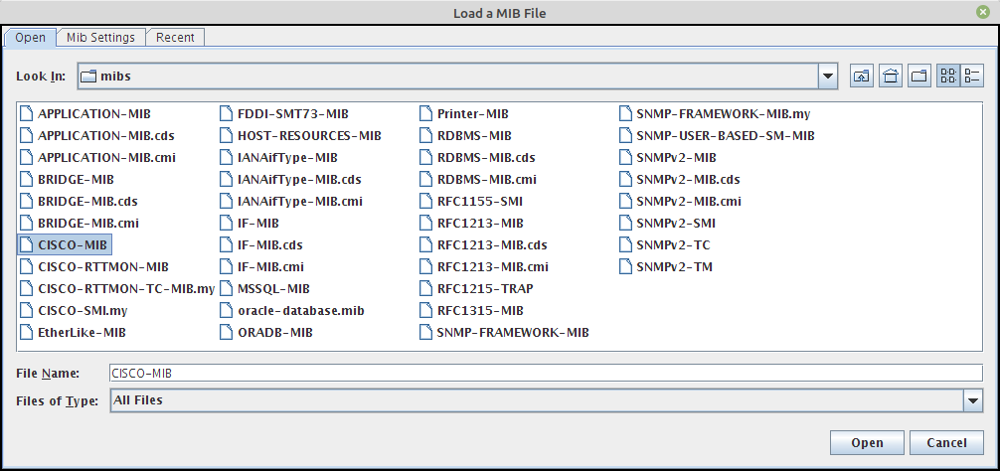 Load a MIB File
Open Mib Settings Recent
Look In: mibs
APPLICATION-MIB
APPLICATION-MIB.cds
APPLICATION-MIB.cmi
BRIDGE-MIB
BRIDGE-MIB.cds
BRIDGE-MIB.cmi
CISCO-MIB
CISCO-RTTMON-MIB
CISCO-RTTMON-TC-MIB.my
CISCO-SMI.my
EtherLike-MIB
FDDI-SMT73-MIB
HOST-RESOURCES-MIB
IANAifType-MIB
IANAifType-MIB.cds
IANAifType-MIB.cmi
IF-MIB
IF-MIB.cds
IF-MIB.cmi
MSSQL-MIB
oracle-database.mib
ORADB-MIB
Printer-MIB
RDBMS-MIB
RDBMS-MIB.cds
RDBMS-MIB.cmi
RFC1155-SMI
RFC1213-MIB
RFC1213-MIB.cds
RFC1213-MIB.cmi
RFC1215-TRAP
RFC1315-MIB
SNMP-FRAMEWORK-MIB
SNMP-FRAMEWORK-MIB.my
SNMP-USER-BASED-SM-MIB
SNMPv2-MIB
SNMPv2-MIB.cds
SNMPv2-MIB.cmi
SNMPv2-SMI
SNMPv2-TC
SNMPv2-TM
File Name: CISCO-MIB
Files of Type: All Files
Open Cancel